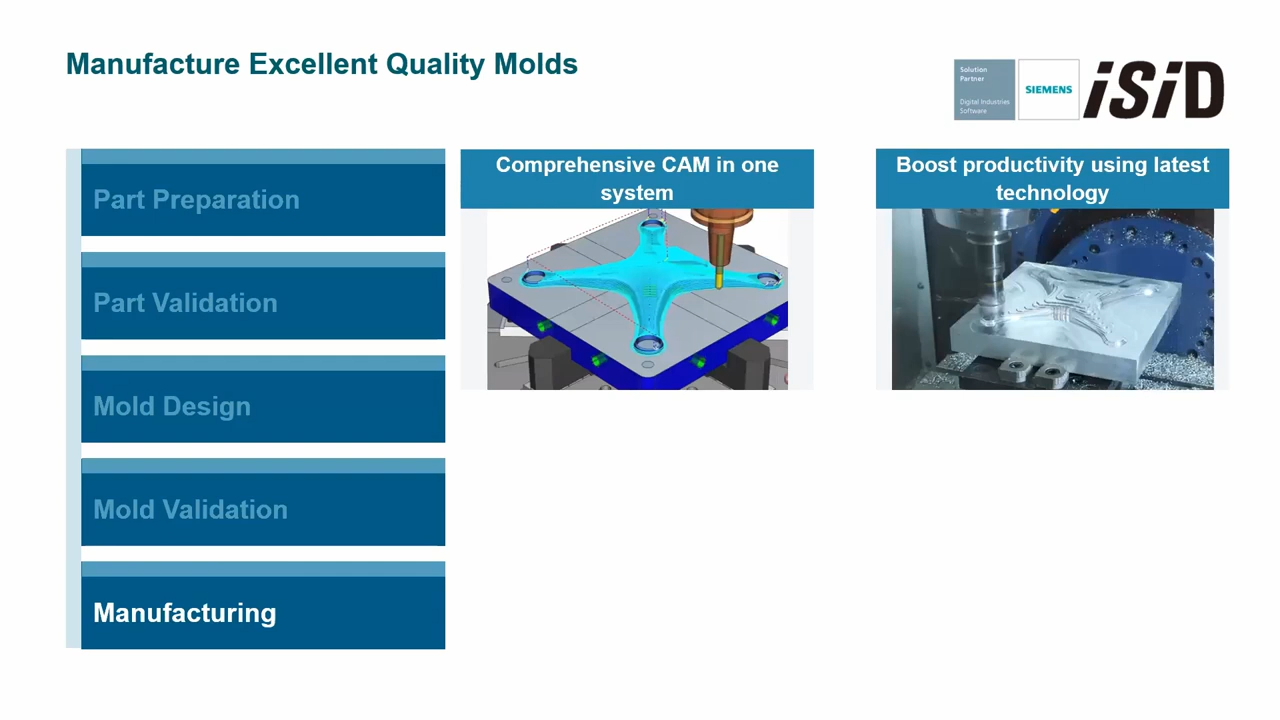 Manufacture Excellent Quality Molds
Solution
Partner
Digital Industries
Software
SIEMENS
iSiD
Part Preparation
Part Validation
Mold Design
Mold Validation
Manufacturing
Comprehensive CAM in one
system
Boost productivity using latest
technology